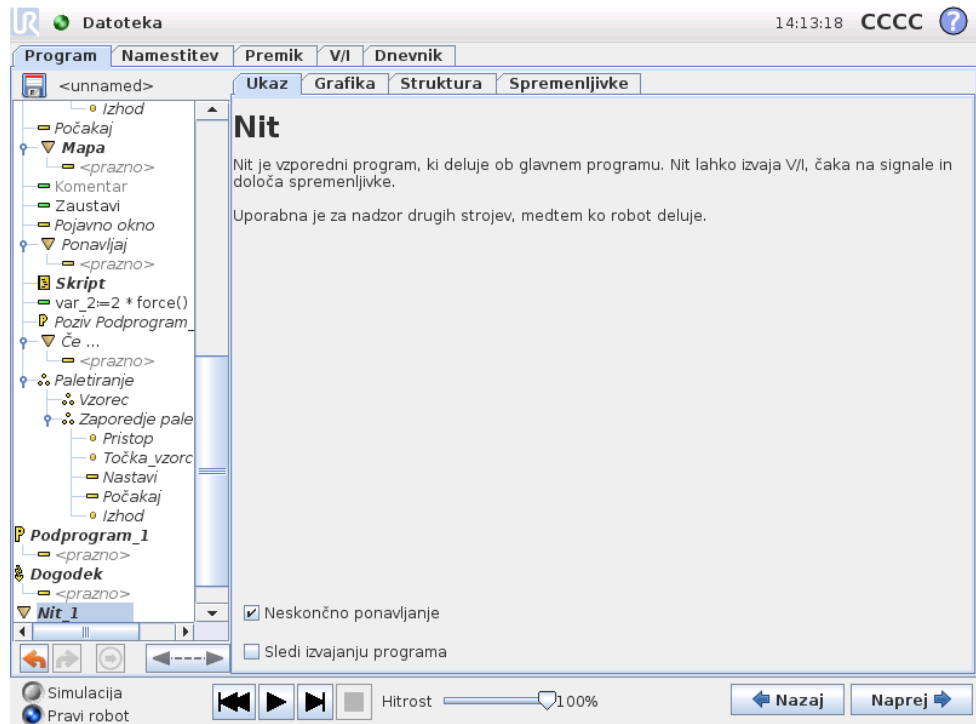 UR
Datoteka
14:13:18 CCCC ?
Program Namestitev Premik V/I Dnevnik
<unnamed>
Ukaz Grafika Struktura Spremenljivke
Izhod
Počakaj
Mapa
<prazno>
Komentar
Zaustavi
Pojavno okno
Ponavljaj
<prazno>
Skript
var_2:=2 * force()
Poziv Podprogram_
Če ...
<prazno>
Paletiranje
Vzorec
Zaporedje pale
Pristop
Točka_vzorc
Nastavi
Počakaj
Izhod
Podprogram_1
<prazno>
Dogodek
<prazno>
Nit_1
Nit
Nit je vzporedni program, ki deluje ob glavnem programu. Nit lahko izvaja V/I, čaka na signale in
določa spremenljivke.
Uporabna je za nadzor drugih strojev, medtem ko robot deluje.
Neskončno ponavljanje
Sledi izvajanju programa
Simulacija
Pravi robot
Hitrost 100%
Nazaj Naprej